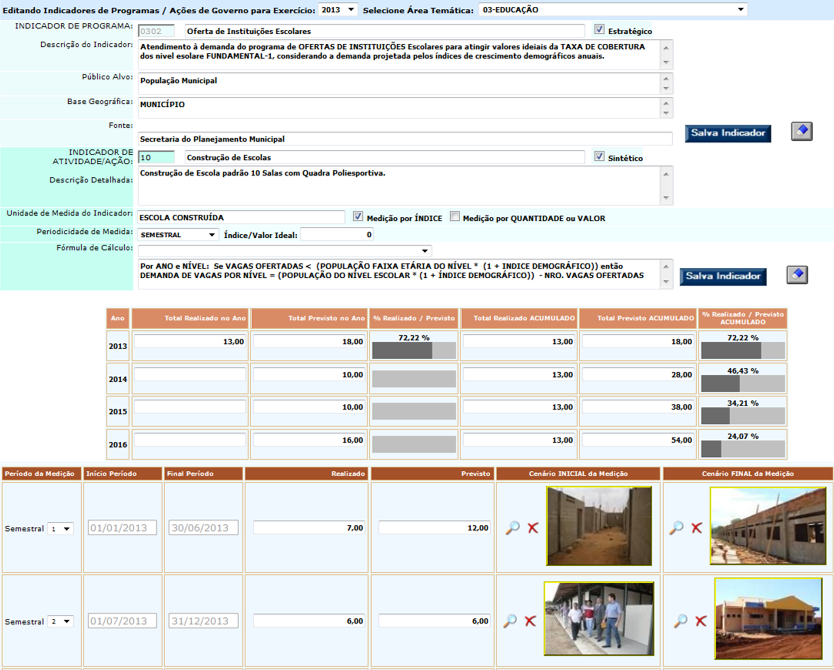 Editando Indicadores de Programas / Ações de Governo para Exercício: 2013 Selecione Área Temática: 03-EDUCAÇÃO
INDICADOR DE PROGRAMA: 0302 Oferta de Instituições Escolares Estratégico
Descrição do Indicador: Atendimento à demanda do programa de OFERTAS DE INSTITUIÇÕES Escolares para atingir valores ideiais da TAXA DE COBERTURA
dos nivel esolare FUNDAMENTAL-1, considerando a demanda projetada pelos índices de crescimento demográficos anuais.
Público Alvo: População Municipal
Base Geográfica: MUNICÍPIO
Fonte: Secretaria do Planejamento Municipal
Salva Indicador
INDICADOR DE
ATIVIDADE/AÇÃO: 10 Construção de Escolas Sintético
Descrição Detalhada: Construção de Escola padrão 10 Salas com Quadra Poliesportiva.
Unidade de Medida do Indicador: ESCOLA CONSTRUÍDA Medição por ÍNDICE Medição por QUANTIDADE ou VALOR
Periodicidade de Medida: SEMESTRAL Índice/Valor Ideal: 0
Fórmula de Cálculo:
Por ANO e NÍVEL: Se VAGAS OFERTADAS < (POPULAÇÃO FAIXA ETÁRIA DO NÍVEL * (1 + INDICE DEMOGRÁFICO)) então
DEMANDA DE VAGAS POR NÍVEL = (POPULAÇÃO DO NÍVEL ESCOLAR * (1 + ÍNDICE DEMOGRÁFICO)) - NRO. VAGAS OFERTADAS
Salva Indicador
Ano Total Realizado no Ano Total Previsto no Ano % Realizado / Previsto Total Realizado ACUMULADO Total Previsto ACUMULADO % Realizado / Previsto
ACUMULADO
2013 13,00 18,00 72,22 % 13,00 18,00 72,22 %
2014 10,00 13,00 28,00 46,43 %
2015 10,00 13,00 38,00 34,21 %
2016 16,00 13,00 54,00 24,07 %
Período da Medição Início Período Final Período Realizado Previsto Cenário INICIAL da Medição Cenário FINAL da Medição
Semestral 1 01/01/2013 30/06/2013 7,00 12,00
Semestral 2 01/07/2013 31/12/2013 6,00 6,00